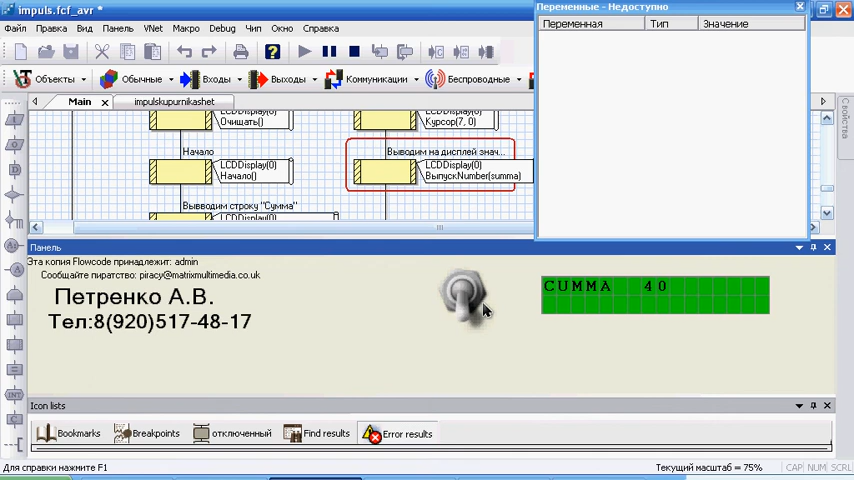 impuls.fcf_avr *
Переменные - Недоступно
Файл Правка Вид Панель VNet Макро Debug Чип Окно Справка
Переменная Тип Значение
Объекты Обычные Входы Выходы Коммуникации Беспроводные
Main impulskupurnikashet
Свойства
LCDDisplay(0)
Очищать()
LCDDisplay(0)
Курсор(7, 0)
Начало
LCDDisplay(0)
Начало()
Выводим на дисплей знач...
LCDDisplay(0)
ВыпускNumber(summa)
Вывводим строку "Сумма"
LCDDisplay(0)
Панель
Эта копия Flowcode принадлежит: admin
Сообщайте пиратство: piracy@matrixmultimedia.co.uk
Петренко А.В.
Тел:8(920)517-48-17
СУММА 40
Icon lists
Bookmarks Breakpoints отключенный Find results Error results
Для справки нажмите F1
Текущий масштаб = 75%
CAP NUM SCRL